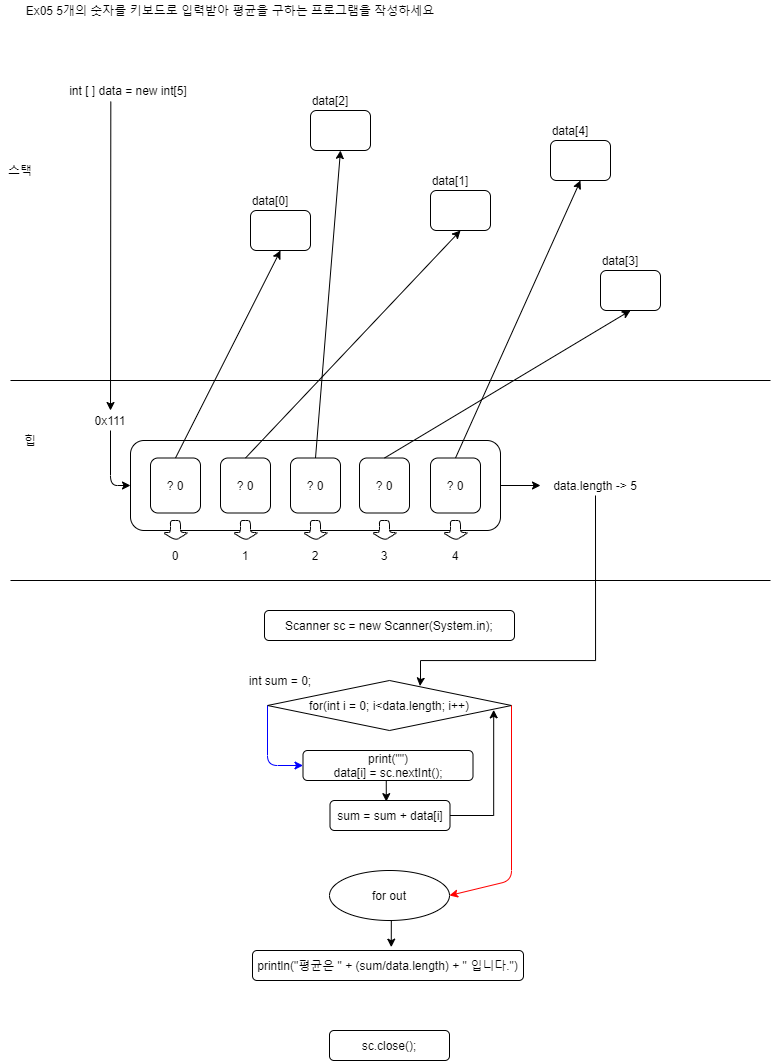 Ex05 5개의 숫자를 키보드로 입력받아 평균을 구하는 프로그램을 작성하세요
int [ ] data = new int[5]
data[2]
data[4]
스택
data[1]
data[0]
data[3]
0x111
힙
? 0
? 0
? 0
? 0
? 0
data.length -> 5
0
1
2
3
4
Scanner sc = new Scanner(System.in);
int sum = 0;
for(int i = 0; i<data.length; i++)
print("")
data[i] = sc.nextInt();
sum = sum + data[i]
for out
println("평균은 " + (sum/data.length) + " 입니다.")
sc.close();